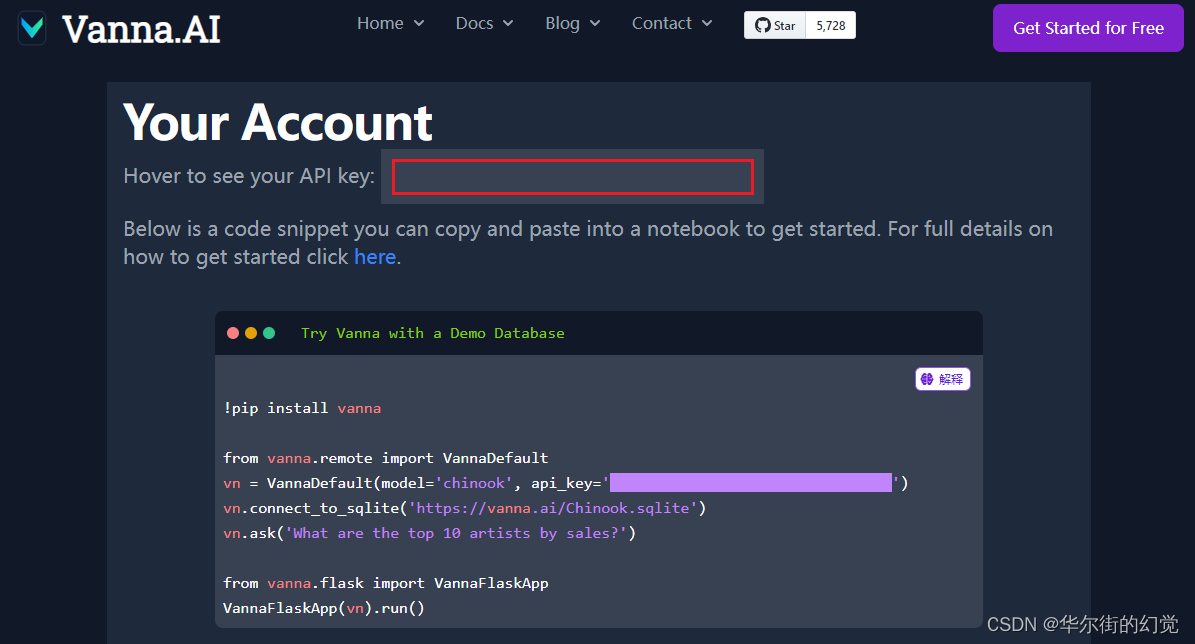 Vanna.AI
Home Docs Blog Contact Star 5,728 Get Started for Free
Your Account
Hover to see your API key:
Below is a code snippet you can copy and paste into a notebook to get started. For full details on
how to get started click here.
Try Vanna with a Demo Database
解释
!pip install vanna
from vanna.remote import VannaDefault
vn = VannaDefault(model='chinook', api_key='')
vn.connect_to_sqlite('https://vanna.ai/Chinook.sqlite')
vn.ask('What are the top 10 artists by sales?')
from vanna.flask import VannaFlaskApp
VannaFlaskApp(vn).run()
CSDN @华尔街的幻觉